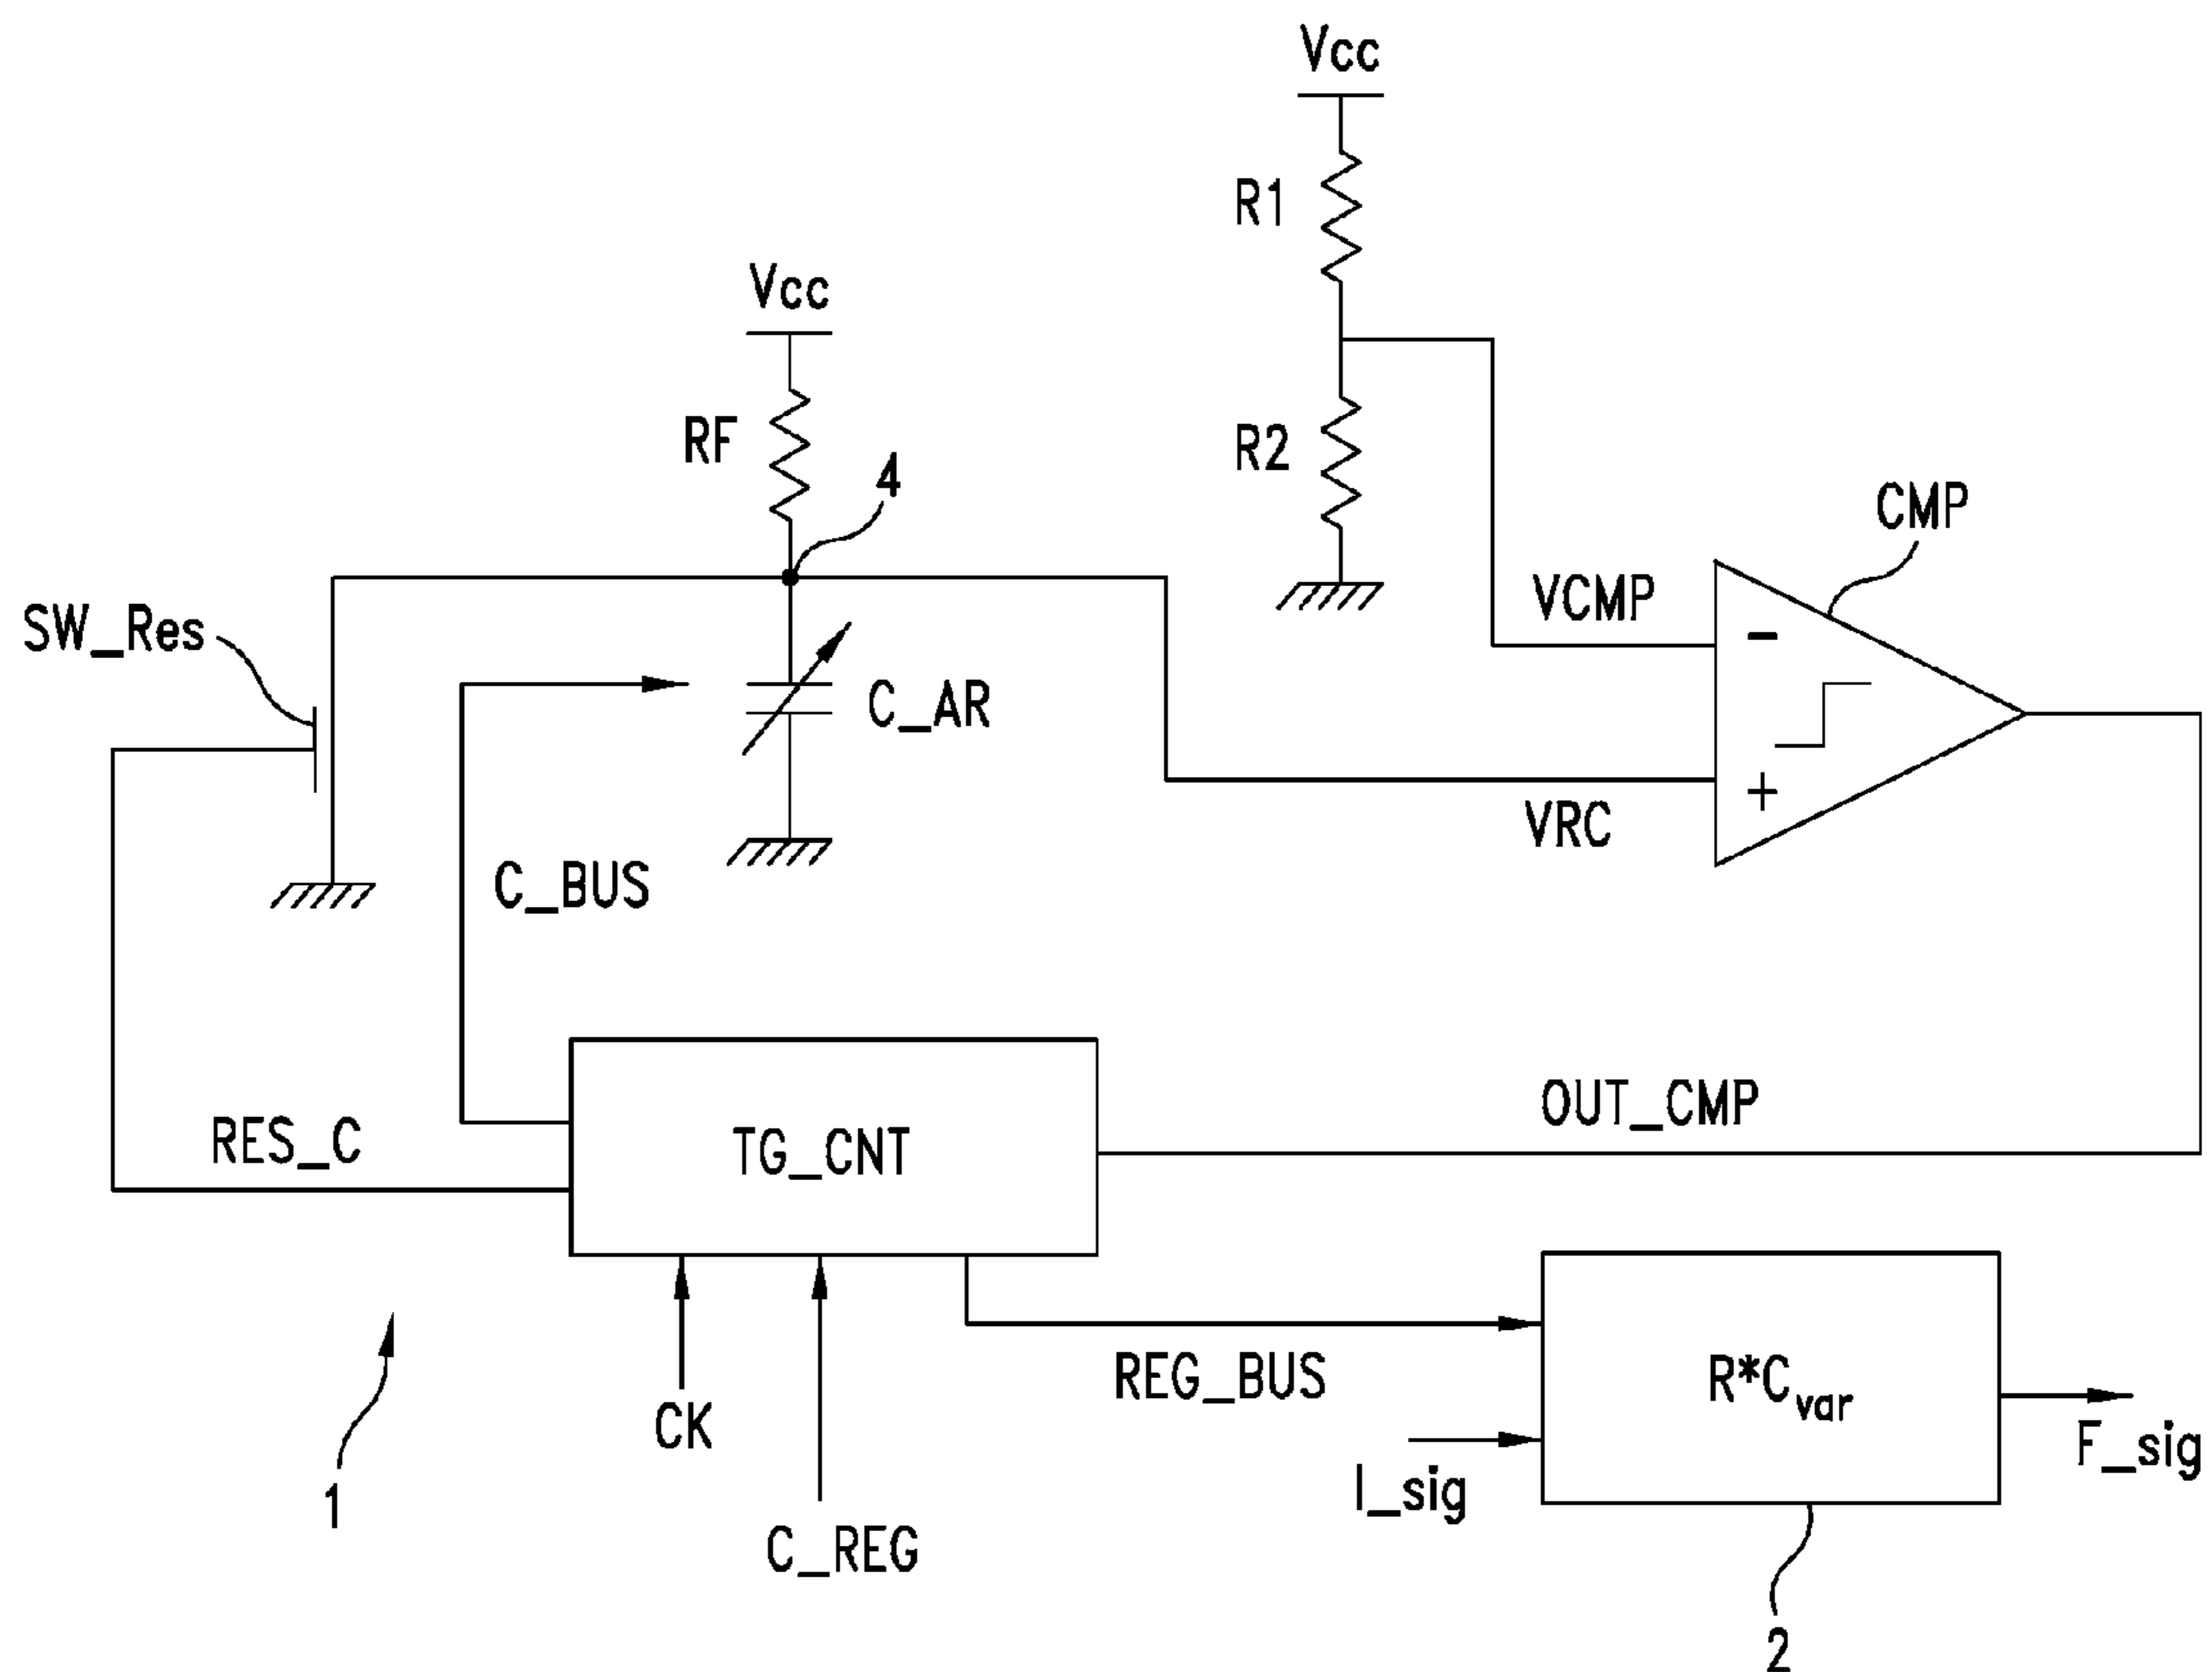 Vcc
R1
Vcc
RF
4
R2
CMP
SW_Res
VCMP
-
C_AR
+
VRC
C_BUS
OUT_CMP
RES_C
TG_CNT
REG_BUS
R*Cvar
CK
F_sig
I_sig
1
C_REG
2